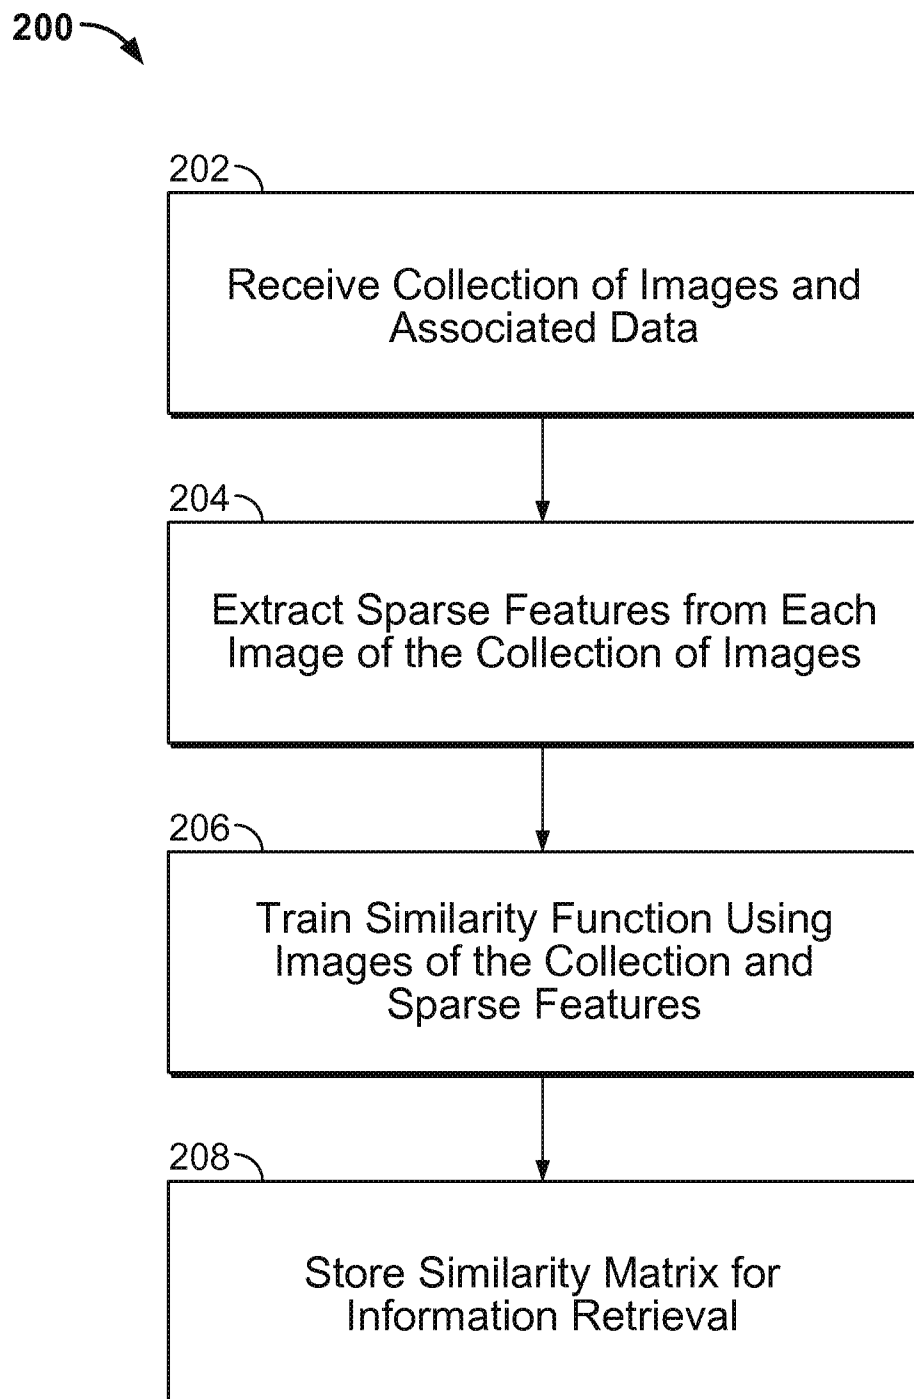 200
202
Receive Collection of Images and
Associated Data
204
Extract Sparse Features from Each
Image of the Collection of Images
206
Train Similarity Function Using
Images of the Collection and
Sparse Features
208
Store Similarity Matrix for
Information Retrieval